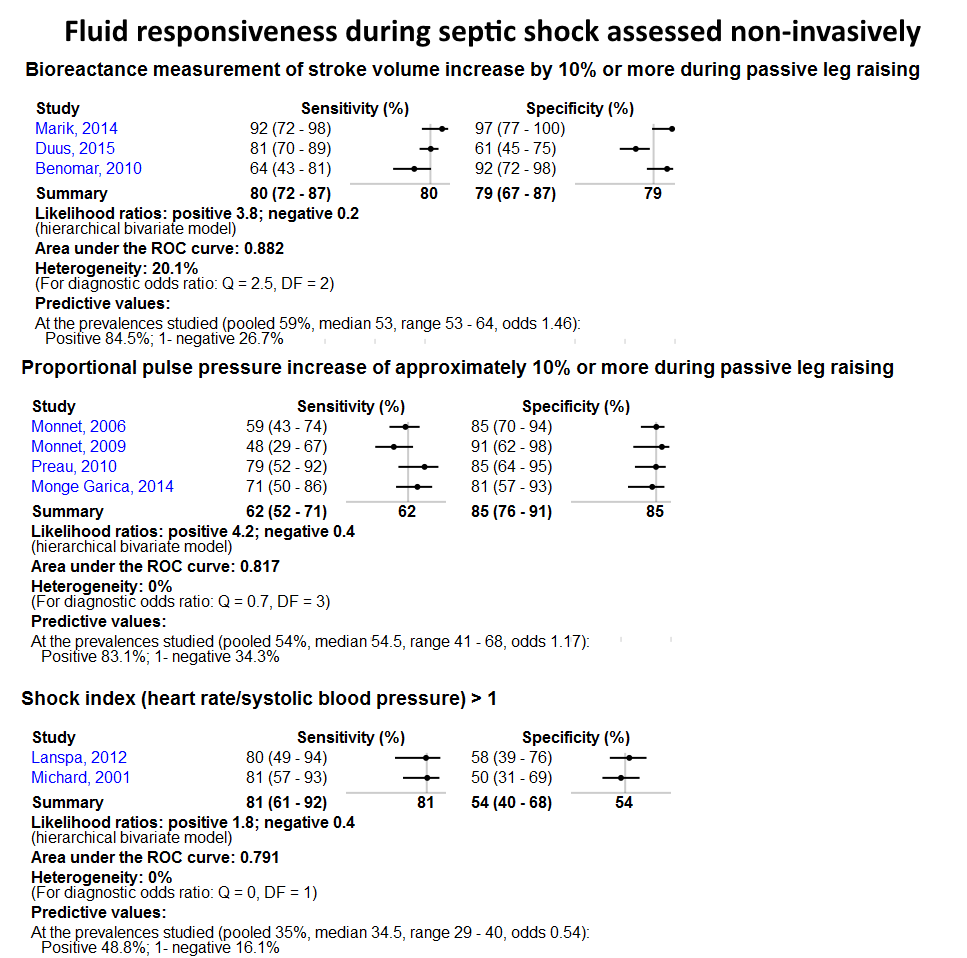 Fluid responsiveness during septic shock assessed non-invasively
Bioreactance measurement of stroke volume increase by 10% or more during passive leg raising
Study Sensitivity (%) Specificity (%)
Marik, 2014 92 (72 - 98) 97 (77 - 100)
Duus, 2015 81 (70 - 89) 61 (45 - 75)
Benomar, 2010 64 (43 - 81) 92 (72 - 98)
Summary 80 (72 - 87) 80 79 (67 - 87) 79
Likelihood ratios: positive 3.8; negative 0.2
(hierarchical bivariate model)
Area under the ROC curve: 0.882
Heterogeneity: 20.1%
(For diagnostic odds ratio: Q = 2.5, DF = 2)
Predictive values:
At the prevalences studied (pooled 59%, median 53, range 53 - 64, odds 1.46):
Positive 84.5%; 1- negative 26.7%
Proportional pulse pressure increase of approximately 10% or more during passive leg raising
Study Sensitivity (%) Specificity (%)
Monnet, 2006 59 (43 - 74) 85 (70 - 94)
Monnet, 2009 48 (29 - 67) 91 (62 - 98)
Preau, 2010 79 (52 - 92) 85 (64 - 95)
Monge Garica, 2014 71 (50 - 86) 81 (57 - 93)
Summary 62 (52 - 71) 62 85 (76 - 91) 85
Likelihood ratios: positive 4.2; negative 0.4
(hierarchical bivariate model)
Area under the ROC curve: 0.817
Heterogeneity: 0%
(For diagnostic odds ratio: Q = 0.7, DF = 3)
Predictive values:
At the prevalences studied (pooled 54%, median 54.5, range 41 - 68, odds 1.17):
Positive 83.1%; 1- negative 34.3%
Shock index (heart rate/systolic blood pressure) > 1
Study Sensitivity (%) Specificity (%)
Lanspa, 2012 80 (49 - 94) 58 (39 - 76)
Michard, 2001 81 (57 - 93) 50 (31 - 69)
Summary 81 (61 - 92) 81 54 (40 - 68) 54
Likelihood ratios: positive 1.8; negative 0.4
(hierarchical bivariate model)
Area under the ROC curve: 0.791
Heterogeneity: 0%
(For diagnostic odds ratio: Q = 0, DF = 1)
Predictive values:
At the prevalences studied (pooled 35%, median 34.5, range 29 - 40, odds 0.54):
Positive 48.8%; 1- negative 16.1%